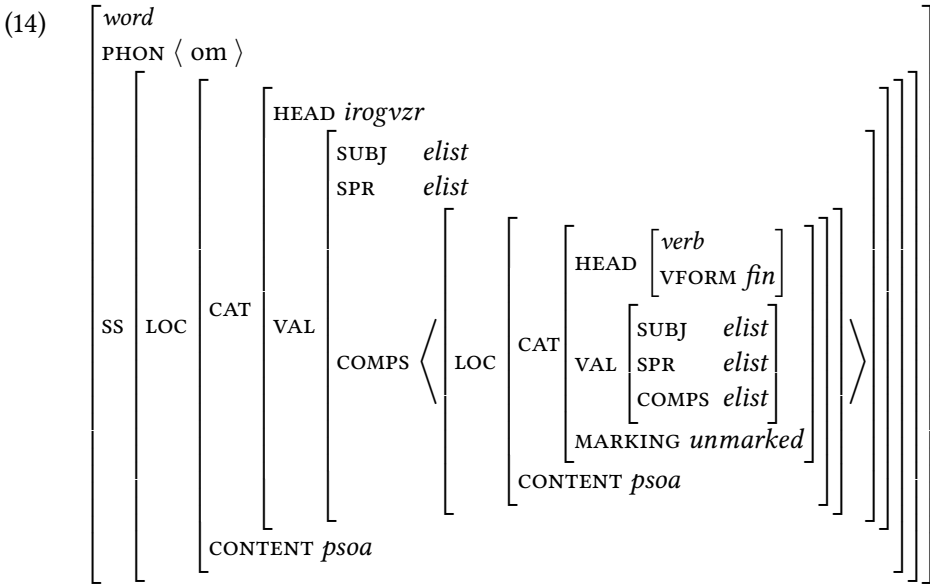 (14)
word
PHON ⟨ om ⟩
HEAD irogvzr
SUBJ elist
SPR elist
HEAD [verb
VFORM fin]
SS [LOC [CAT [VAL [COMPS ⟨[LOC [CAT [VAL [SUBJ elist
SPR elist
COMPS elist]
MARKING unmarked]
CONTENT psoa]]⟩]]
CONTENT psoa]]]